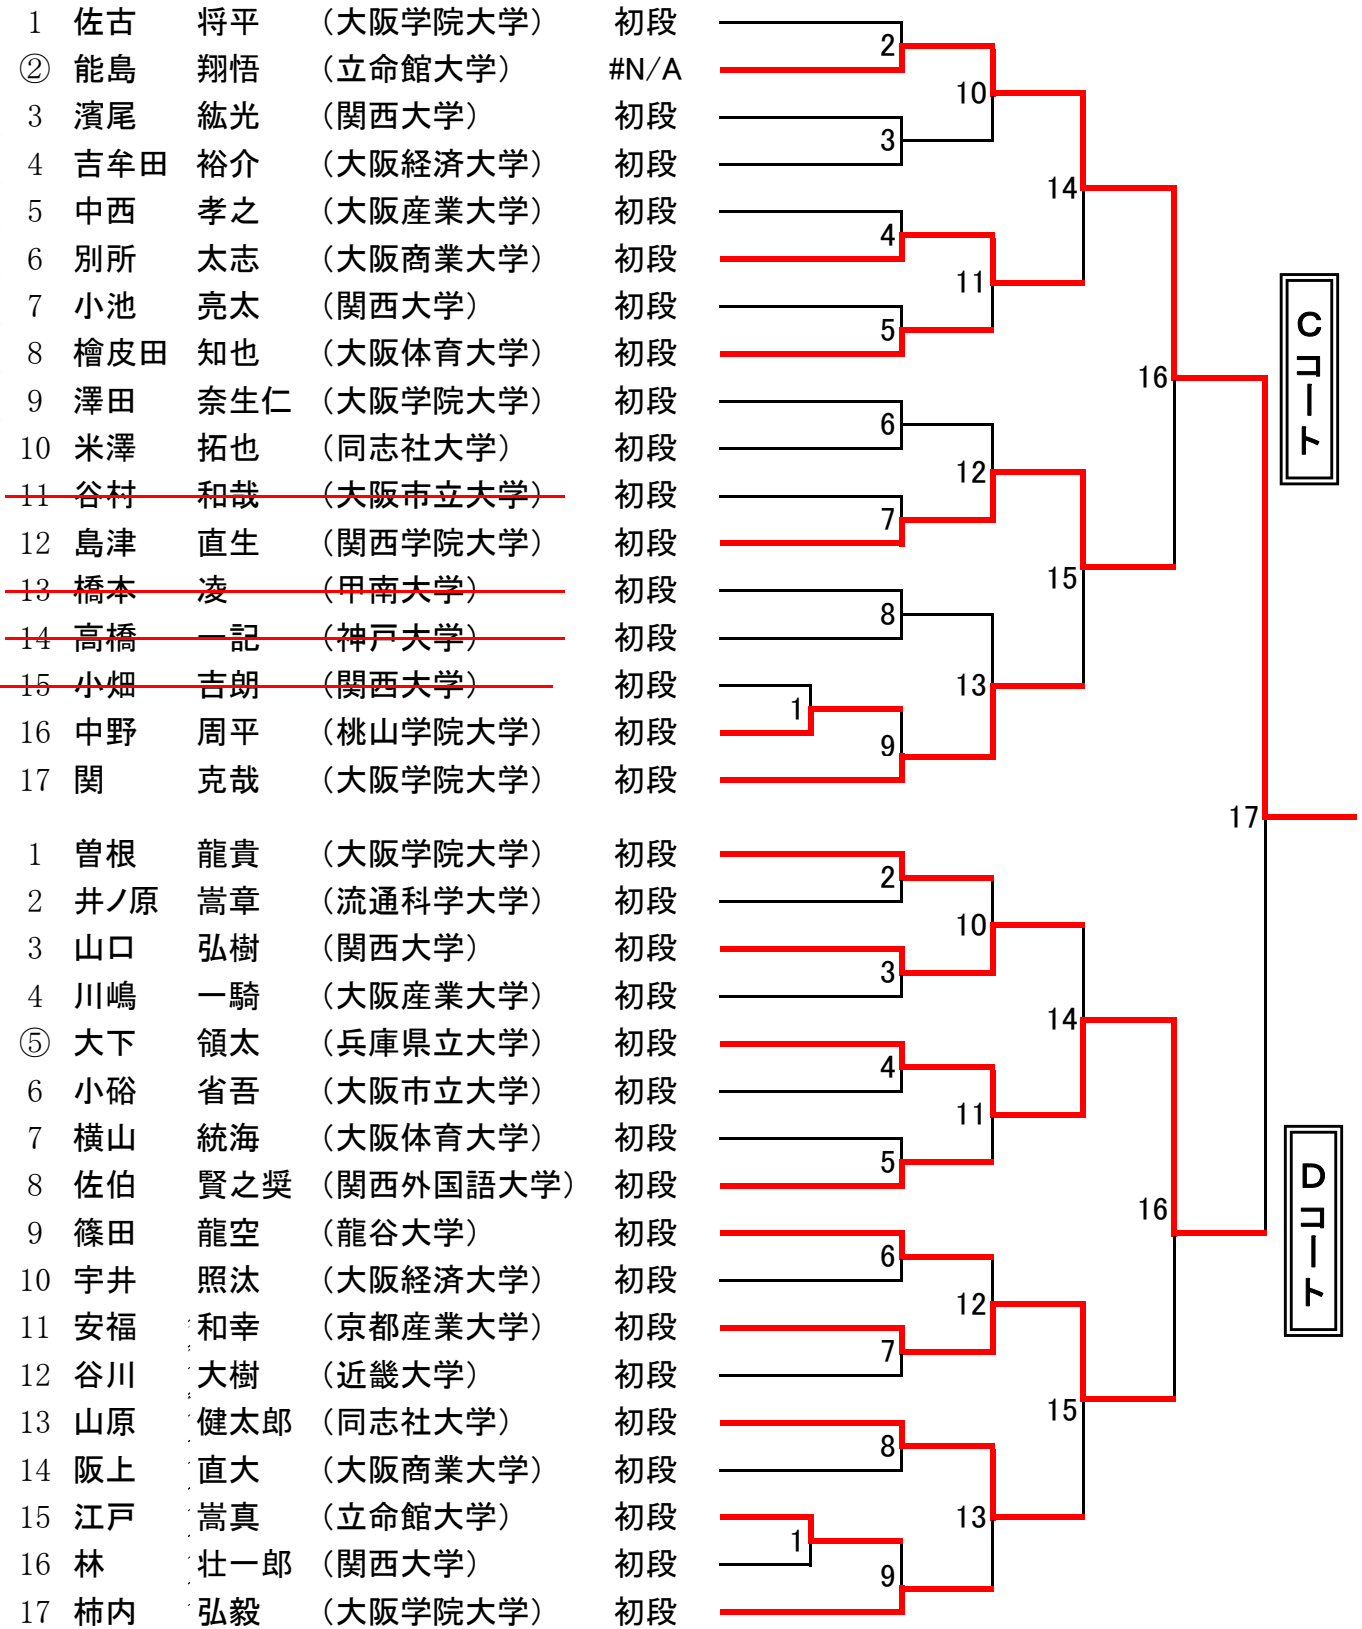 1 佐古 将平 （大阪学院大学） 初段
② 能島 翔悟 （立命館大学） #N/A
3 濱尾 紘光 （関西大学） 初段
4 吉牟田 裕介 （大阪経済大学） 初段
5 中西 孝之 （大阪産業大学） 初段
6 別所 太志 （大阪商業大学） 初段
7 小池 亮太 （関西大学） 初段
8 檜皮田 知也 （大阪体育大学） 初段
9 澤田 奈生仁 （大阪学院大学） 初段
10 米澤 拓也 （同志社大学） 初段
11 谷村 和哉 （大阪市立大学） 初段
12 島津 直生 （関西学院大学） 初段
13 橋本 凌 （甲南大学） 初段
14 高橋 一記 （神戸大学） 初段
15 小畑 吉朗 （関西大学） 初段
16 中野 周平 （桃山学院大学） 初段
17 関 克哉 （大阪学院大学） 初段
1
2
3
4
5
6
7
8
9
10
11
12
13
14
15
16
Cコート
17
1 曽根 龍貴 （大阪学院大学） 初段
2 井ノ原 嵩章 （流通科学大学） 初段
3 山口 弘樹 （関西大学） 初段
4 川嶋 一騎 （大阪産業大学） 初段
⑤ 大下 領太 （兵庫県立大学） 初段
6 小硲 省吾 （大阪市立大学） 初段
7 横山 統海 （大阪体育大学） 初段
8 佐伯 賢之奨 （関西外国語大学） 初段
9 篠田 龍空 （龍谷大学） 初段
10 宇井 照汰 （大阪経済大学） 初段
11 安福 和幸 （京都産業大学） 初段
12 谷川 大樹 （近畿大学） 初段
13 山原 健太郎 （同志社大学） 初段
14 阪上 直大 （大阪商業大学） 初段
15 江戸 嵩真 （立命館大学） 初段
16 林 壮一郎 （関西大学） 初段
17 柿内 弘毅 （大阪学院大学） 初段
1
2
3
4
5
6
7
8
9
10
11
12
13
14
15
16
Dコート